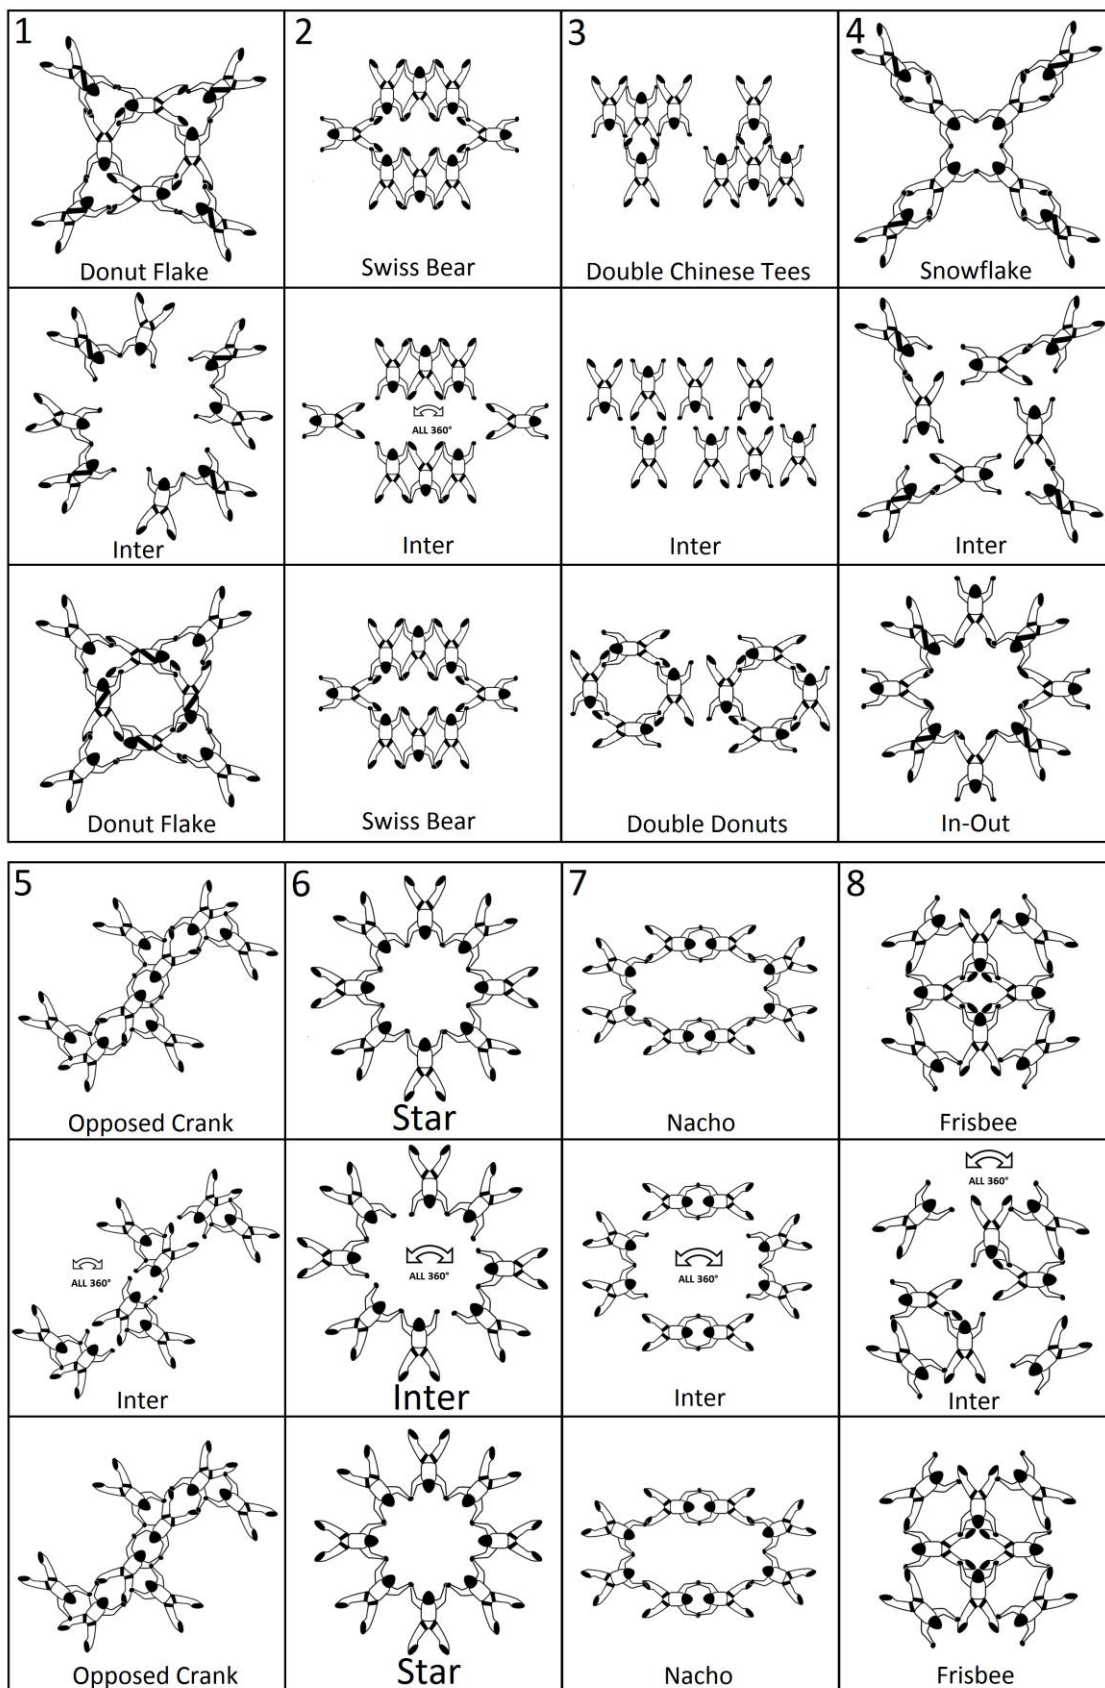 1 2 3 4
Donut Flake Swiss Bear Double Chinese Tees Snowflake
ALL 360°
Inter Inter Inter Inter
Donut Flake Swiss Bear Double Donuts In-Out
5 6 7 8
Opposed Crank Star Nacho Frisbee
ALL 360° ALL 360° ALL 360° ALL 360°
Inter Inter Inter Inter
Opposed Crank Star Nacho Frisbee